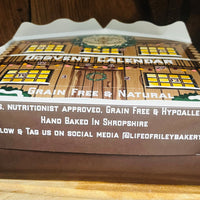 DOGVENT CALENDAR
GRAIN FREE & NATURAL
S, NUTRITIONIST APPROVED, GRAIN FREE & HYPOALLE
HAND BAKED IN SHROPSHIRE
LOW & TAG US ON SOCIAL MEDIA @LIFEOFRILEYBAKERY